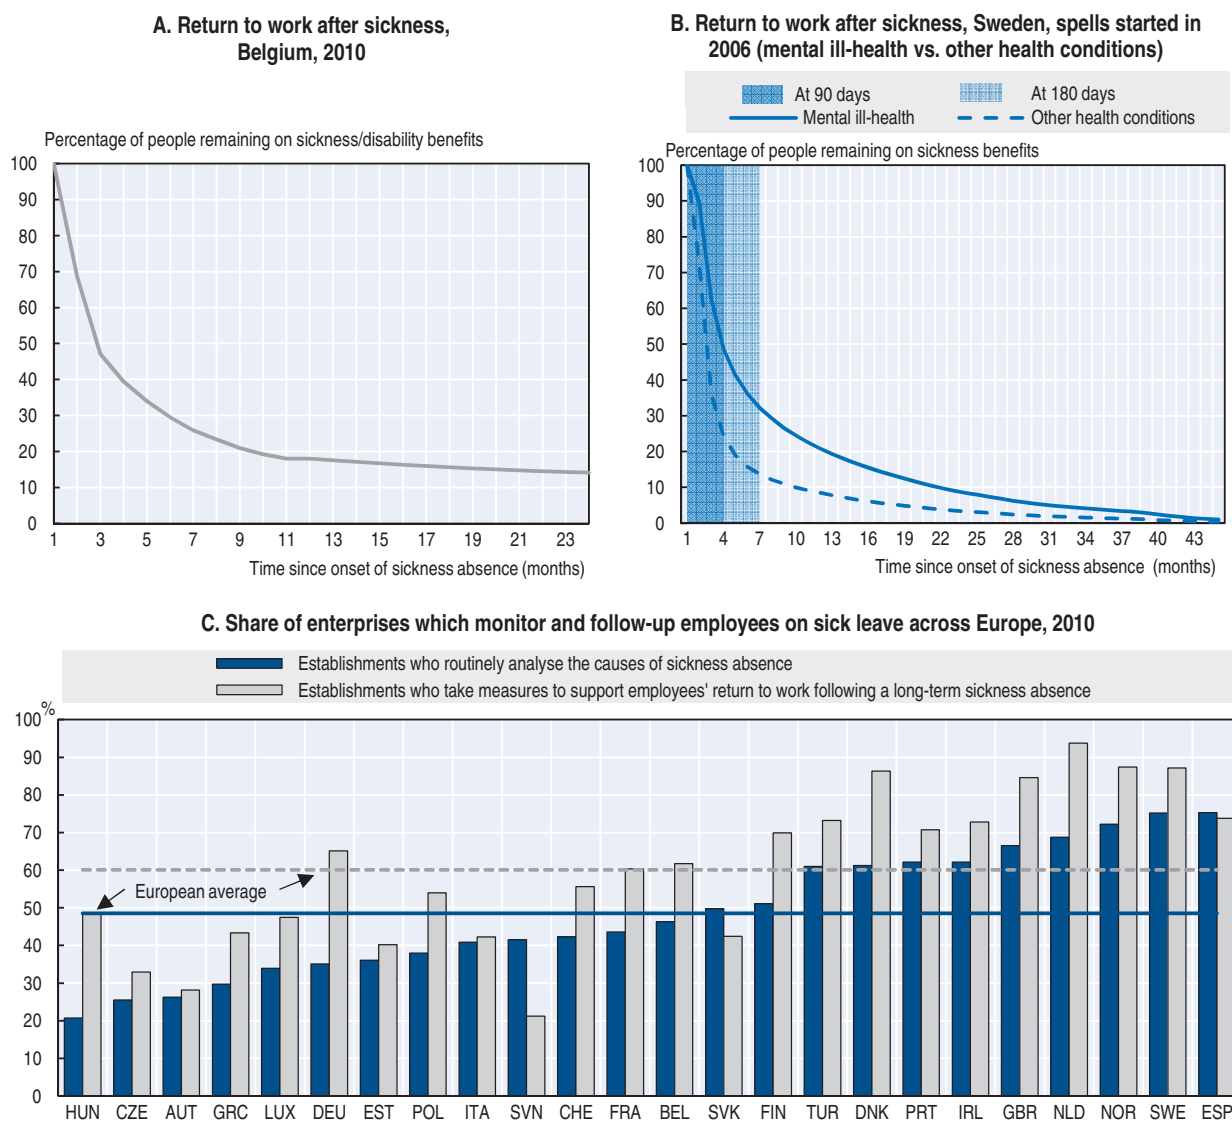 A. Return to work after sickness,
Belgium, 2010
Percentage of people remaining on sickness/disability benefits
100
90
80
70
60
50
40
30
20
10
0
1 3 5 7 9 11 13 15 17 19 21 23
Time since onset of sickness absence (months)
B. Return to work after sickness, Sweden, spells started in
2006 (mental ill-health vs. other health conditions)
At 90 days At 180 days
Mental ill-health Other health conditions
Percentage of people remaining on sickness benefits
100
90
80
70
60
50
40
30
20
10
0
1 4 7 10 13 16 19 22 25 28 31 34 37 40 43
Time since onset of sickness absence (months)
C. Share of enterprises which monitor and follow-up employees on sick leave across Europe, 2010
Establishments who routinely analyse the causes of sickness absence
Establishments who take measures to support employees' return to work following a long-term sickness absence
%
100
90
80
70
60
50
40
30
20
10
0
European average
HUN CZE AUT GRC LUX DEU EST POL ITA SVN CHE FRA BEL SVK FIN TUR DNK PRT IRL GBR NLD NOR SWE ESP